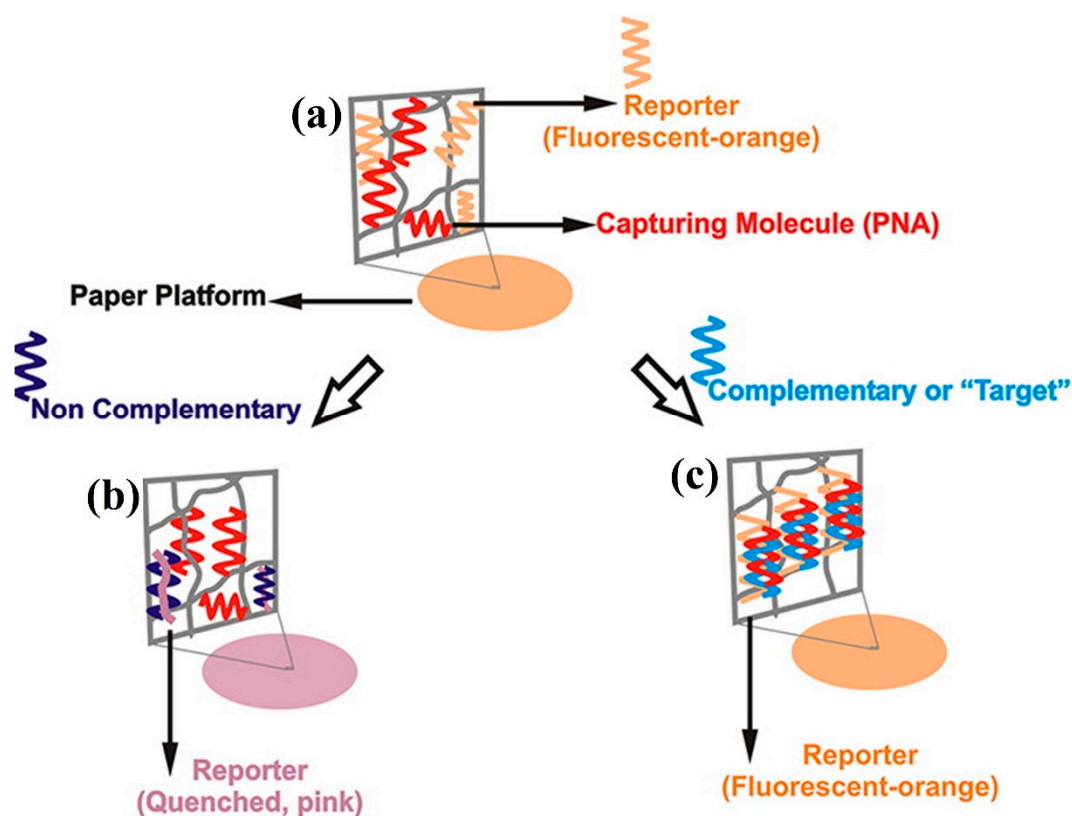 (a)
Reporter
(Fluorescent-orange)
Capturing Molecule (PNA)
Paper Platform
Non Complementary
Complementary or “Target”
(b)
(c)
Reporter
(Quenched, pink)
Reporter
(Fluorescent-orange)